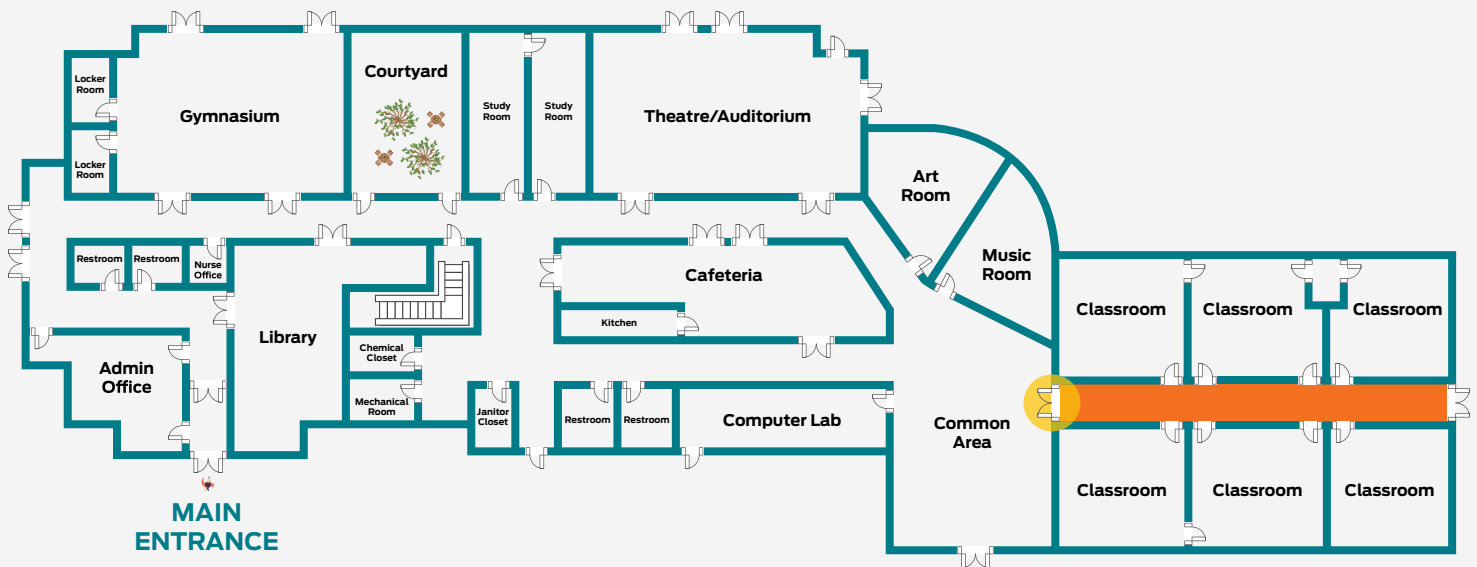 Locker
Room
Locker
Room
Gymnasium
Courtyard
Study
Room
Study
Room
Theatre/Auditorium
Art
Room
Music
Room
Restroom
Restroom
Nurse
Office
Library
Cafeteria
Kitchen
Classroom
Classroom
Classroom
Admin
Office
Chemical
Closet
Mechanical
Room
Janitor
Closet
Restroom
Restroom
Computer Lab
Common
Area
Classroom
Classroom
Classroom
MAIN
ENTRANCE